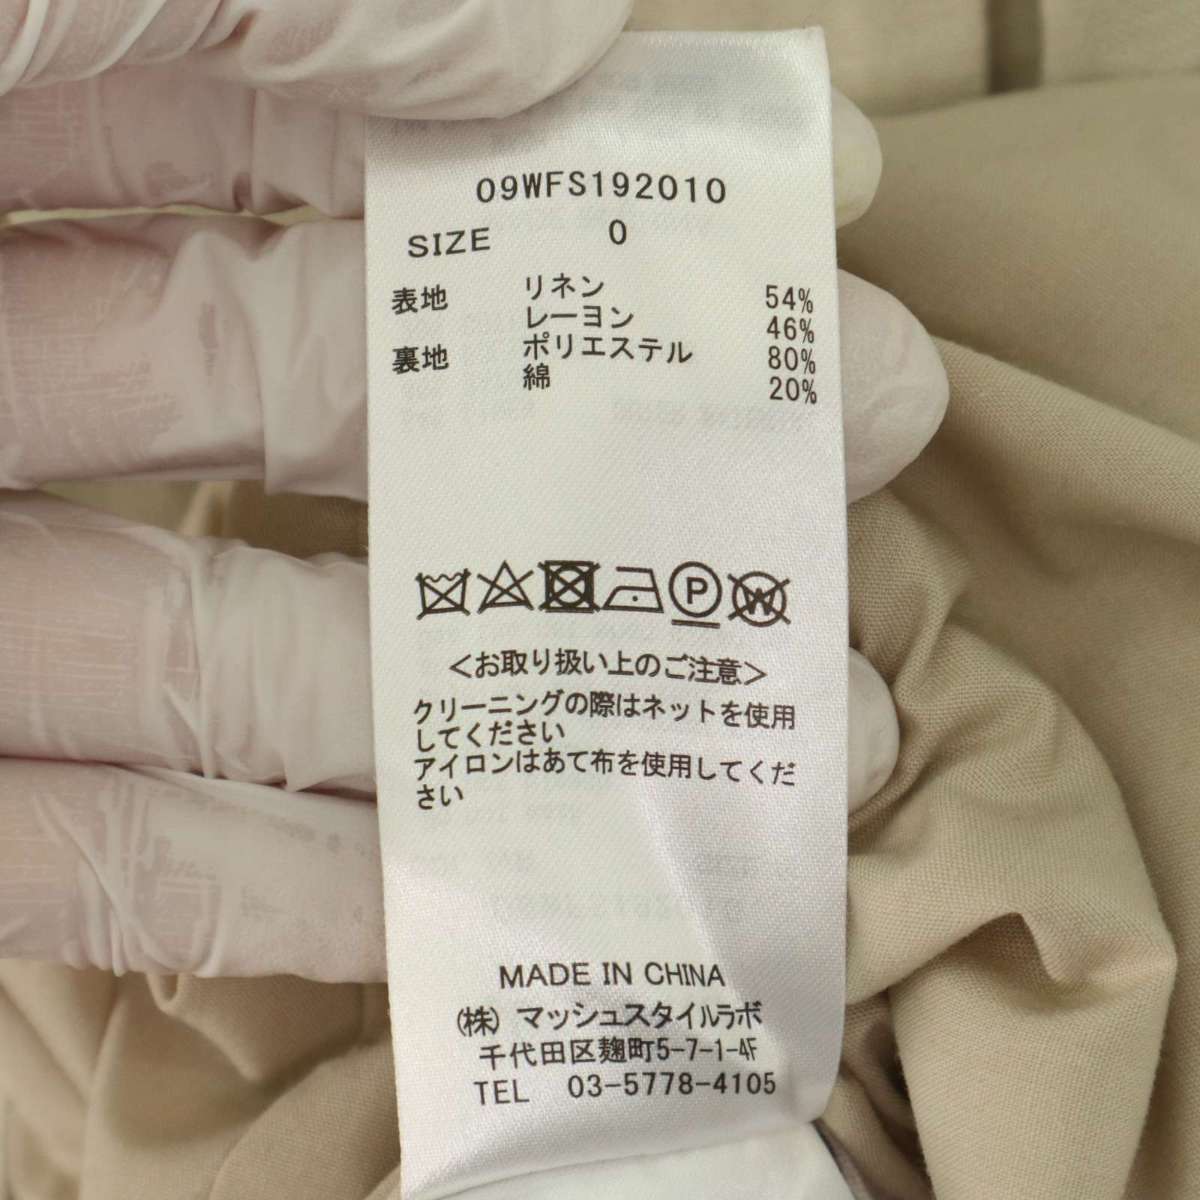 09WFS192010
SIZE 0
表地 リネン 54%
レーヨン 46%
裏地 ポリエステル 80%
綿 20%
P W
<お取り扱い上のご注意>
クリーニングの際はネットを使用
してください
アイロンはあて布を使用してくだ
さい
MADE IN CHINA
(株) マッシュスタイルラボ
千代田区麹町5-7-1-4F
TEL 03-5778-4105